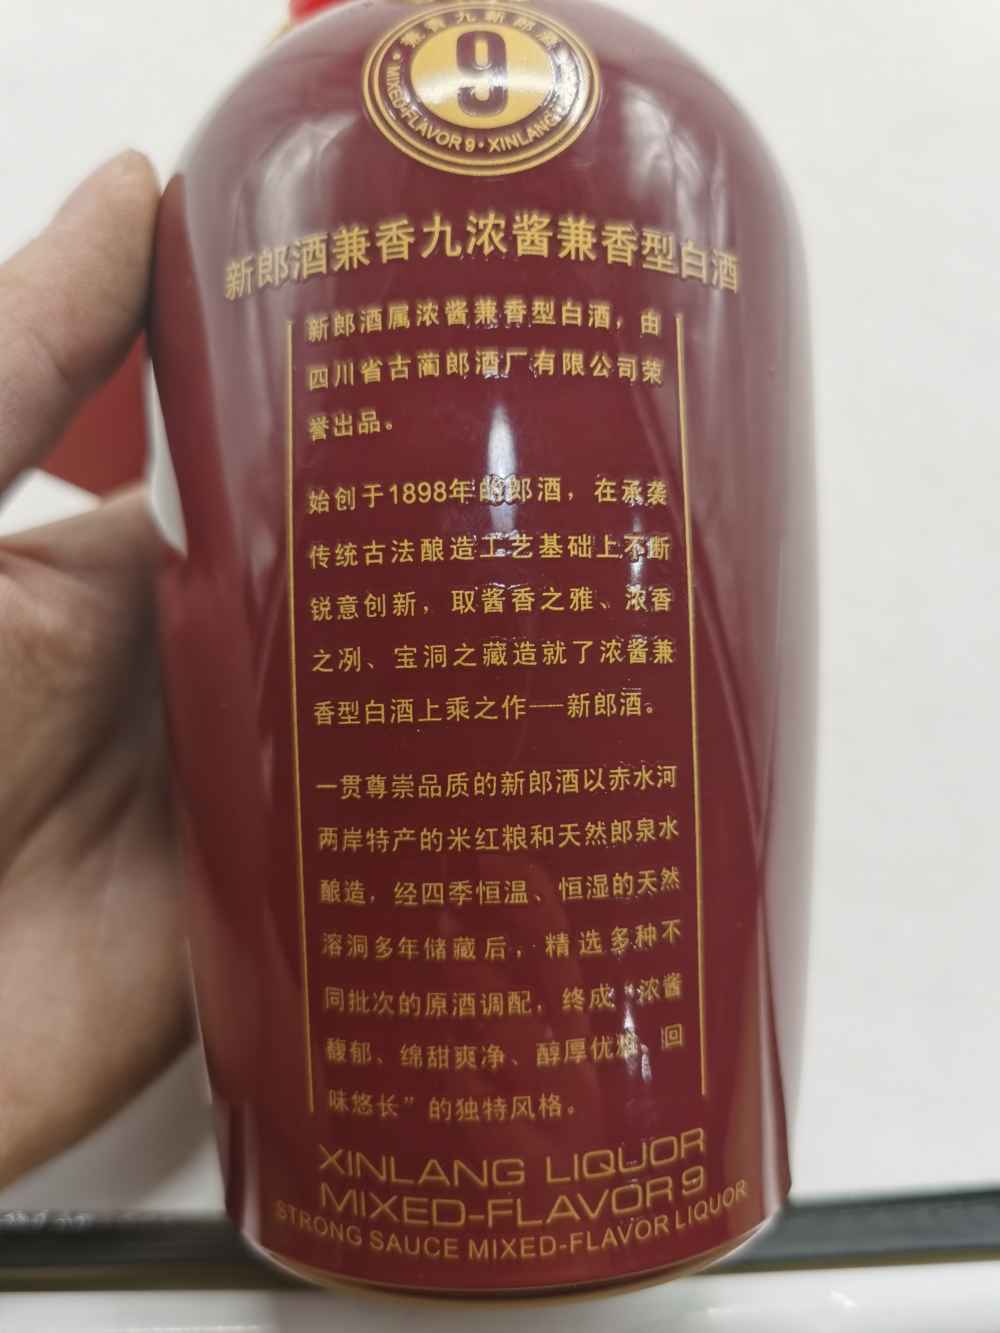 兼香九新郎酒
9
MIXED-FLAVOR 9 · XINLANG
新郎酒兼香九浓酱兼香型白酒
新郎酒属浓酱兼香型白酒，由
四川省古蔺郎酒厂有限公司荣
誉出品。
始创于1898年的郎酒，在承袭
传统古法酿造工艺基础上不断
锐意创新，取酱香之雅、浓香
之冽、宝洞之藏造就了浓酱兼
香型白酒上乘之作——新郎酒。
一贯尊崇品质的新郎酒以赤水河
两岸特产的米红粮和天然郎泉水
酿造，经四季恒温、恒湿的天然
溶洞多年储藏后，精选多种不
同批次的原酒调配，终成“浓酱
馥郁、绵甜爽净、醇厚优雅、回
味悠长”的独特风格。
XINLANG LIQUOR
MIXED-FLAVOR 9
STRONG SAUCE MIXED-FLAVOR LIQUOR